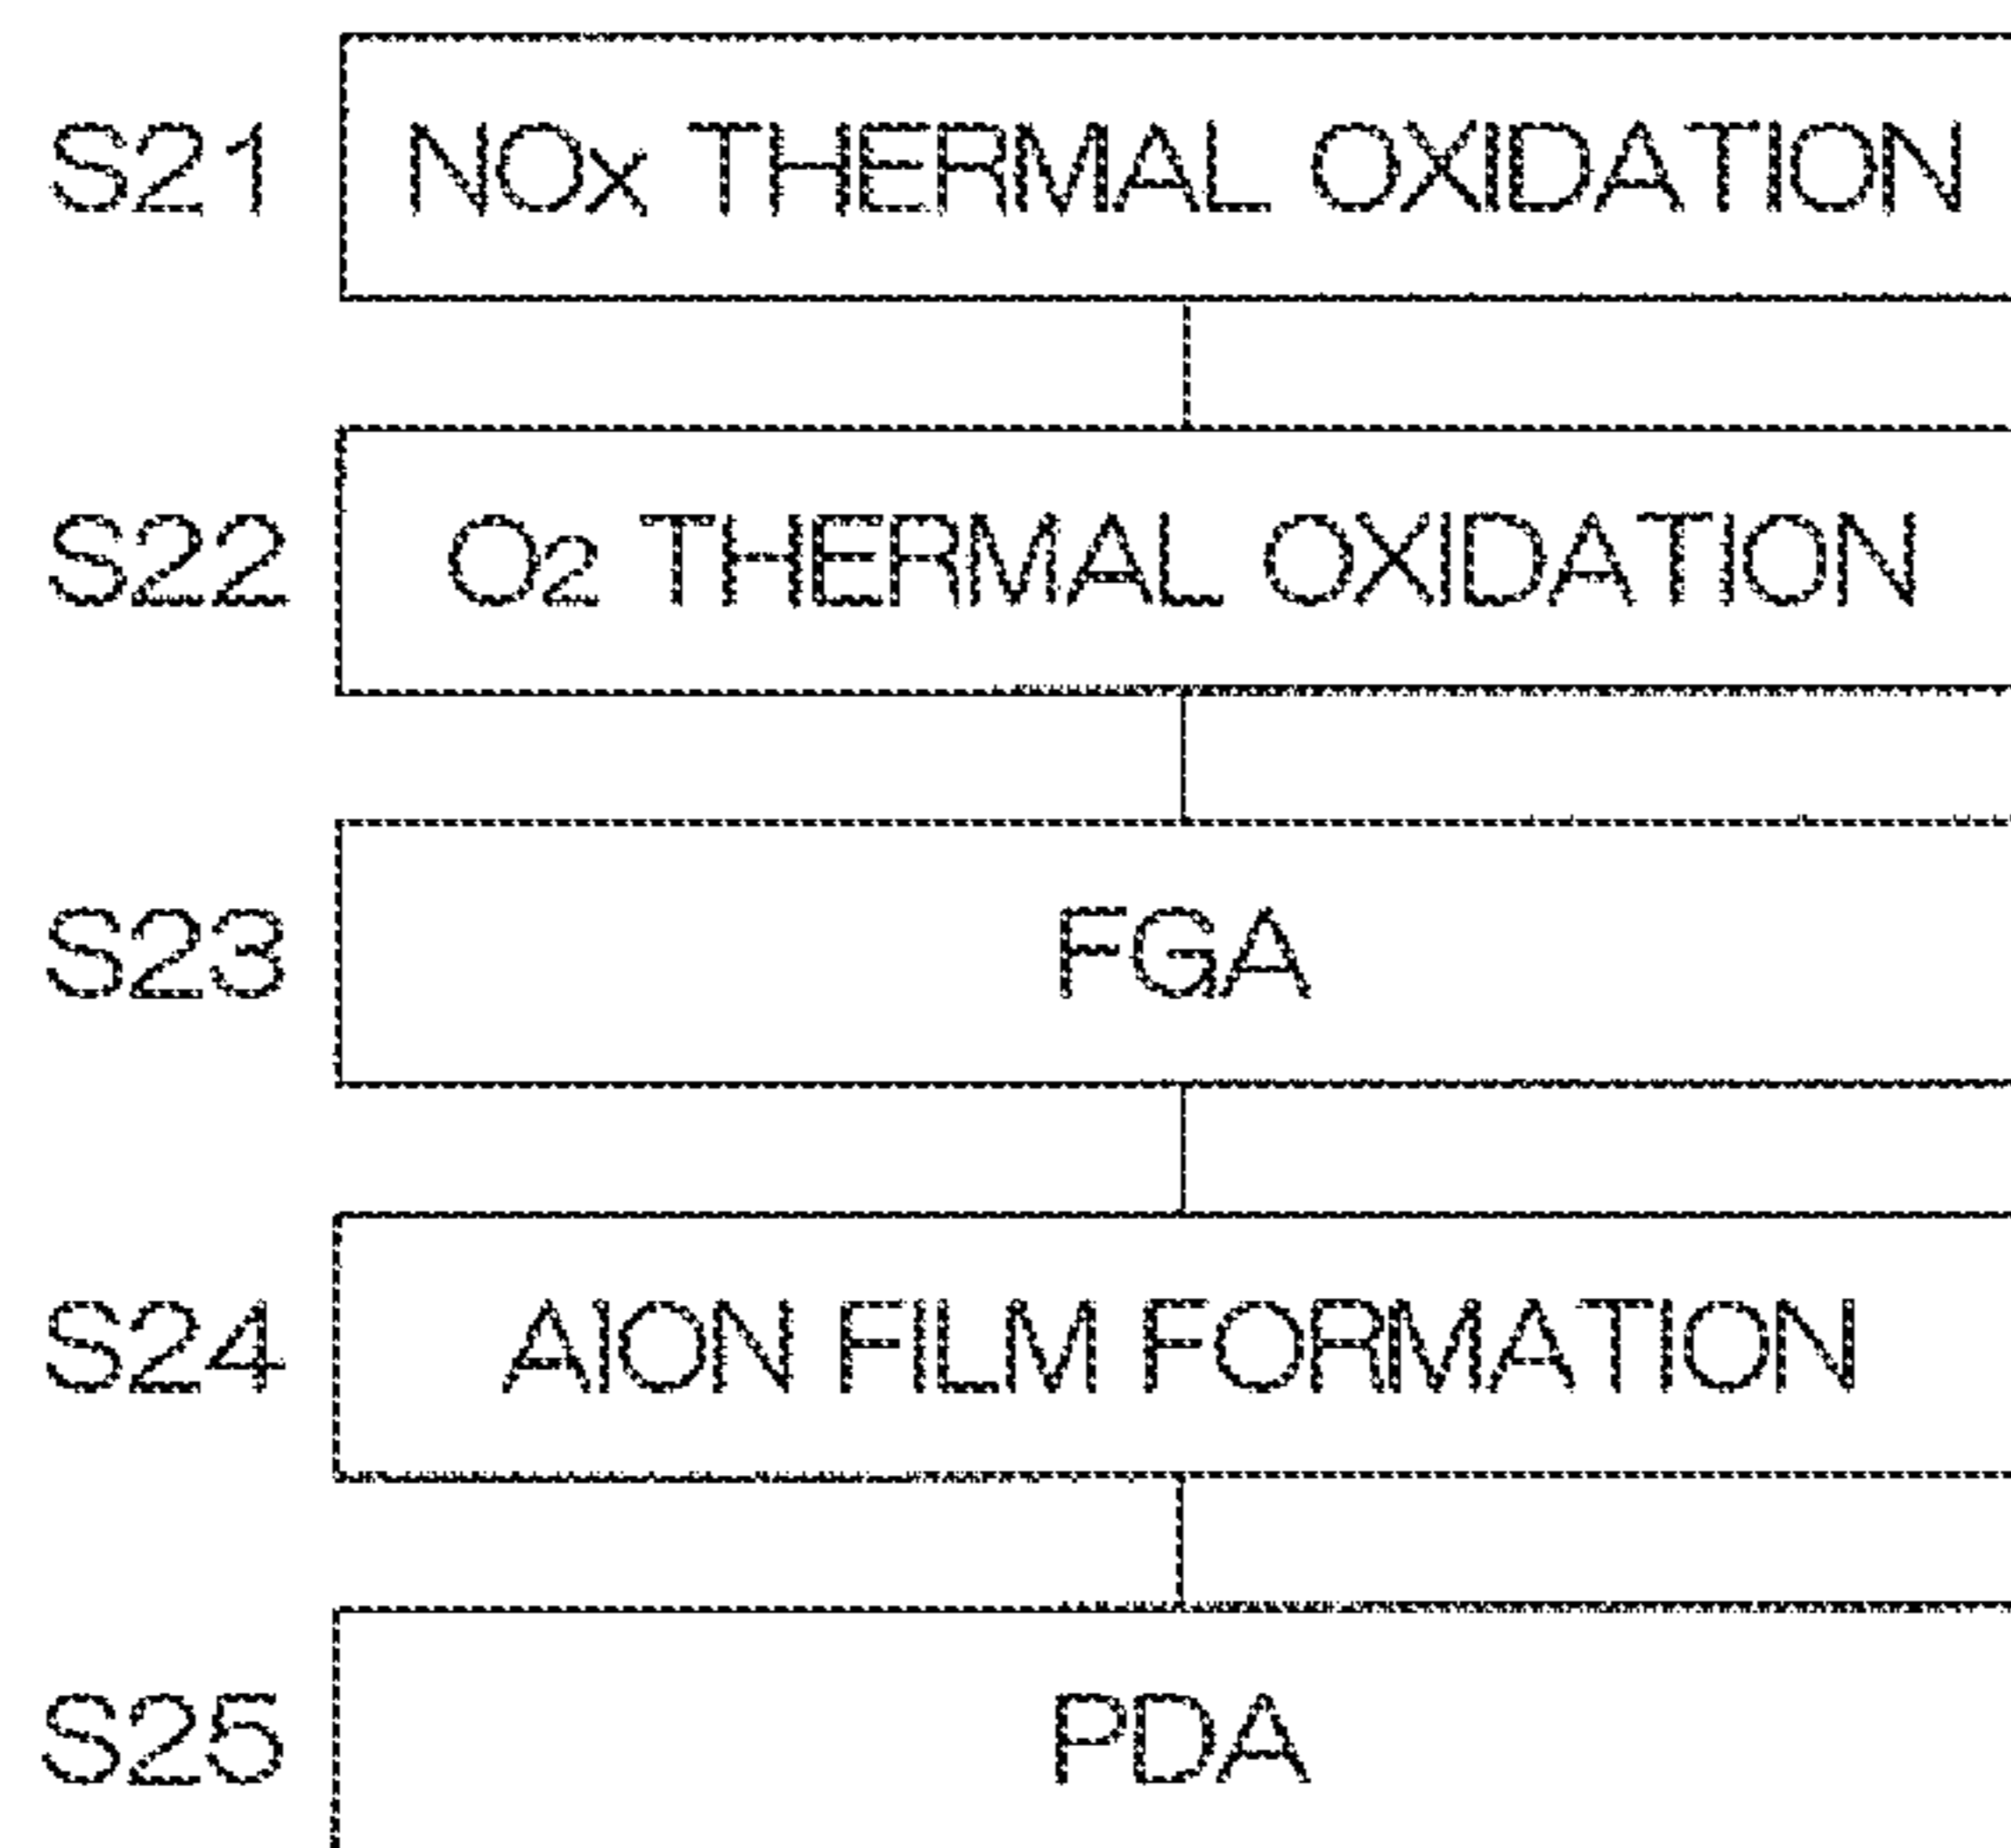 S21 NOx THERMAL OXIDATION
S22 O2 THERMAL OXIDATION
S23 FGA
S24 AlON FILM FORMATION
S25 PDA